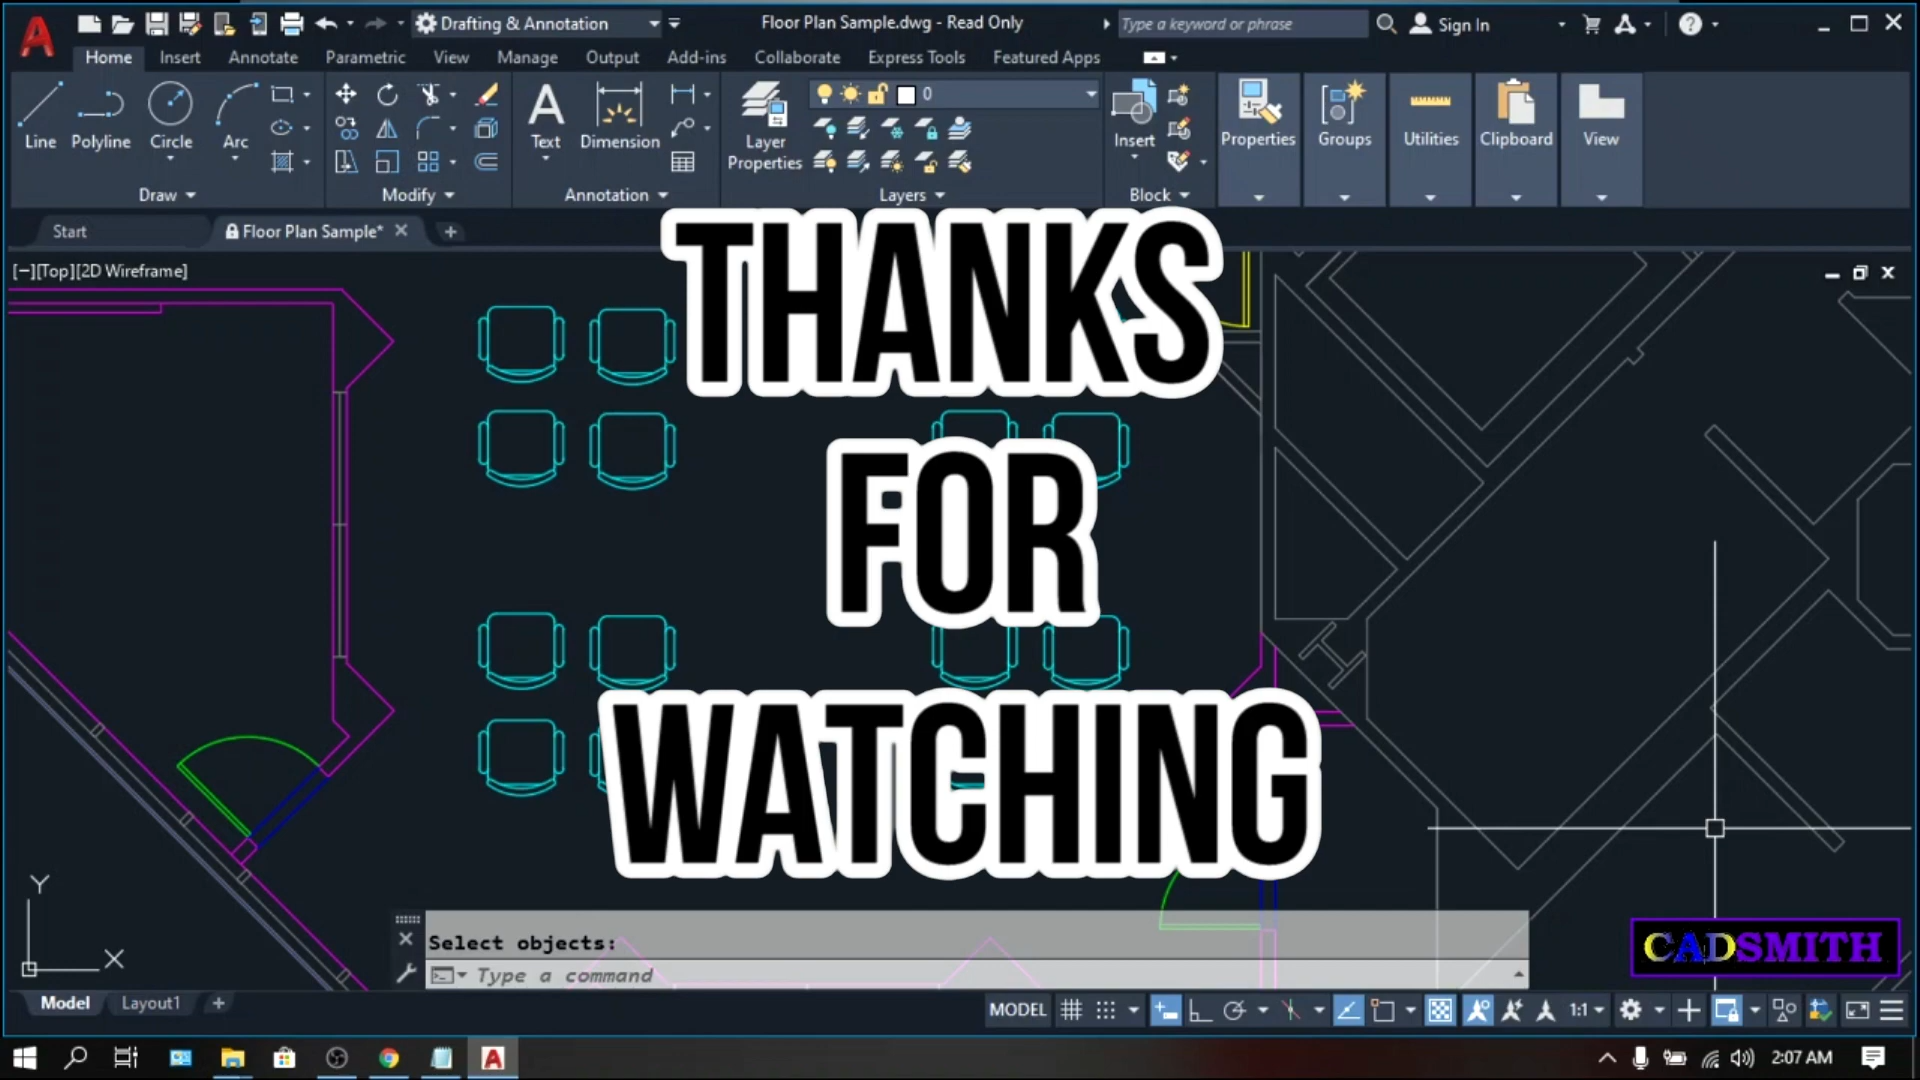 Drafting & Annotation
Floor Plan Sample.dwg - Read Only
Type a keyword or phrase
Sign In
Home Insert Annotate Parametric View Manage Output Add-ins Collaborate Express Tools Featured Apps
0
Line Polyline Circle Arc
Text Dimension
Layer Properties
Insert
Properties Groups Utilities Clipboard View
Draw Modify Annotation Layers Block
Start
Floor Plan Sample*
[−][Top][2D Wireframe]
THANKS
FOR
WATCHING
Y
X
Select objects:
Type a command
CADSMITH
Model Layout1
MODEL
1:1
2:07 AM